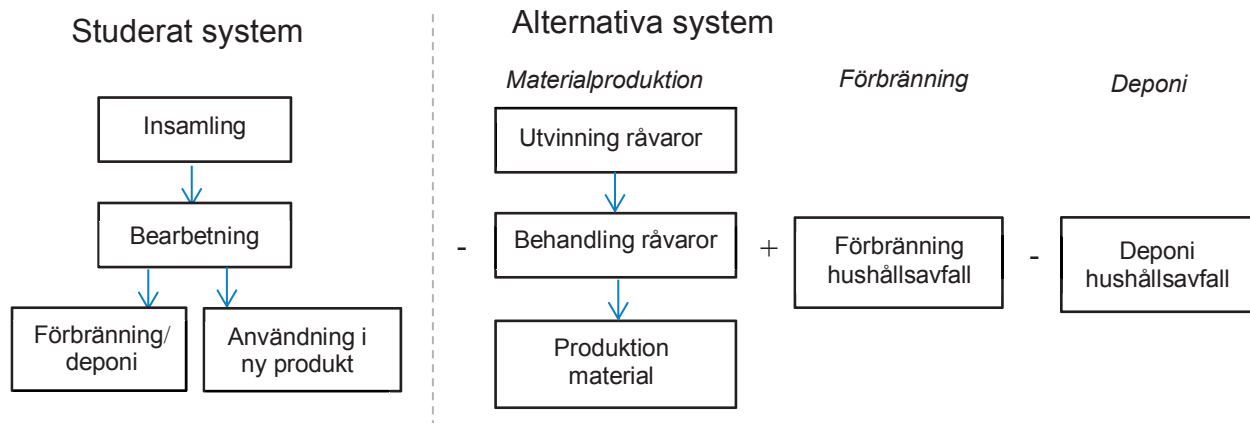 Studerat system
Insamling
Bearbetning
Förbränning/
deponi
Användning i
ny produkt
Alternativa system
Materialproduktion
Förbränning
Deponi
Utvinning råvaror
-
Behandling råvaror
+
Förbränning
hushållsavfall
-
Deponi
hushållsavfall
Produktion
material